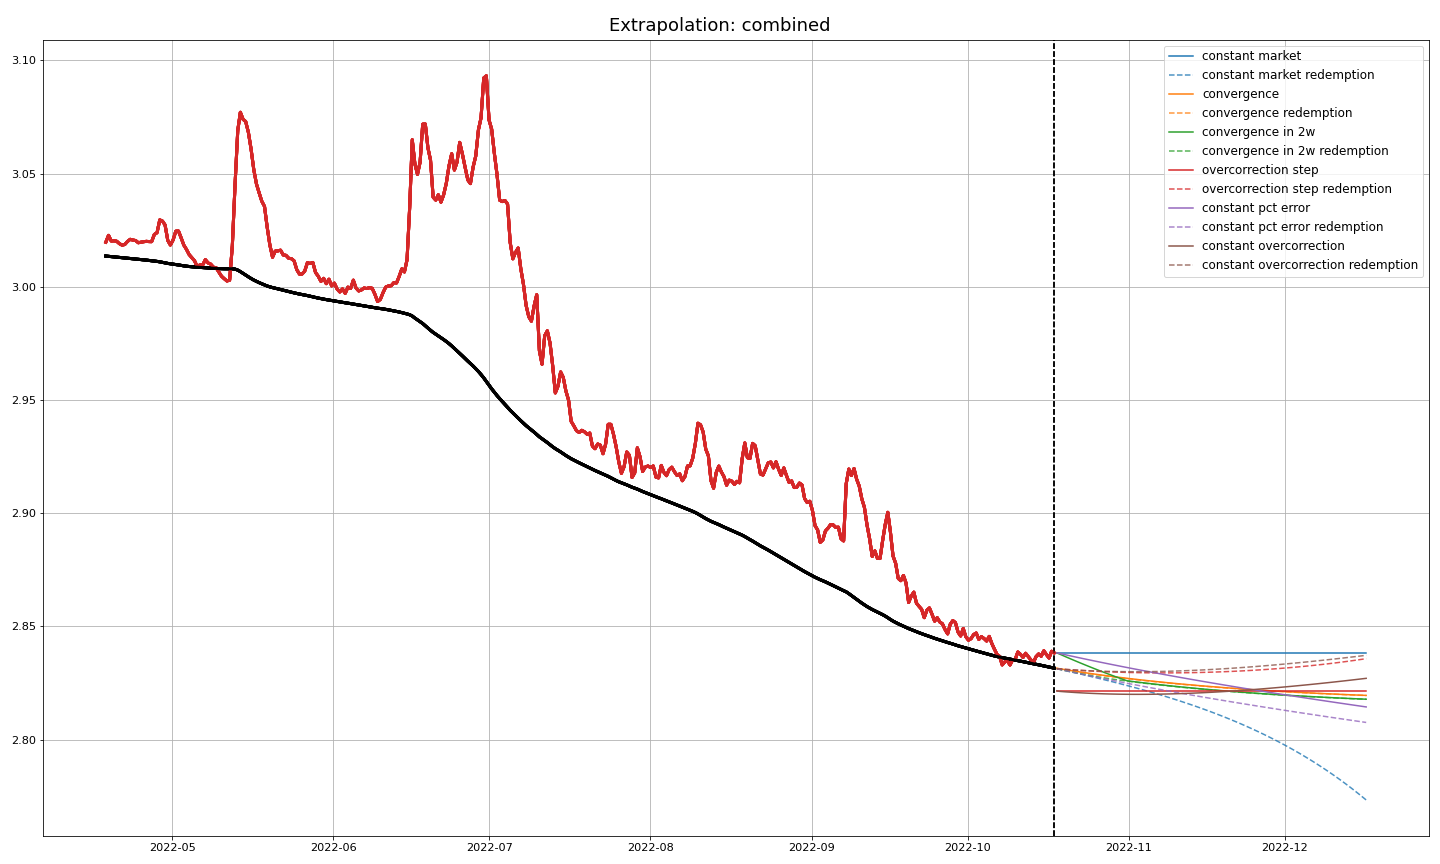 Extrapolation: combined
3.10
3.05
3.00
2.95
2.90
2.85
2.80
constant market
constant market redemption
convergence
convergence redemption
convergence in 2w
convergence in 2w redemption
overcorrection step
overcorrection step redemption
constant pct error
constant pct error redemption
constant overcorrection
constant overcorrection redemption
2022-05
2022-06
2022-07
2022-08
2022-09
2022-10
2022-11
2022-12